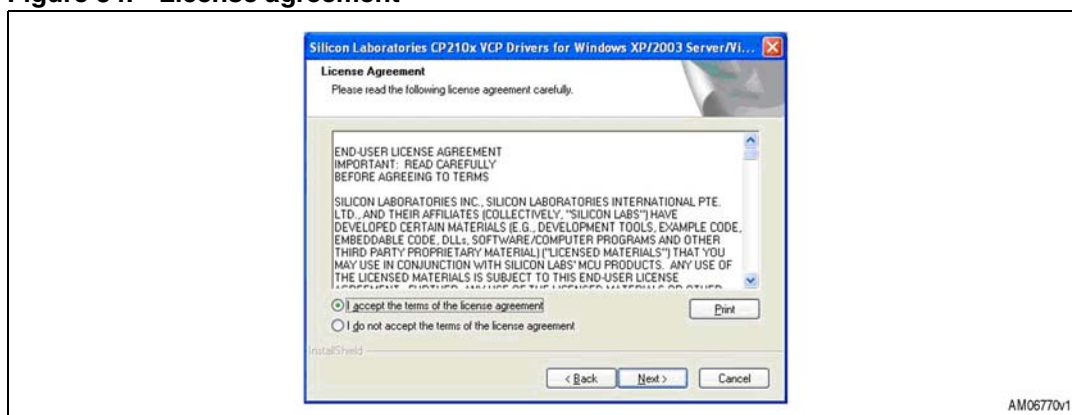 Silicon Laboratories CP210x VCP Drivers for Windows XP/2003 Server/Vi...
License Agreement
Please read the following license agreement carefully.
END-USER LICENSE AGREEMENT
IMPORTANT: READ CAREFULLY
BEFORE AGREEING TO TERMS
SILICON LABORATORIES INC., SILICON LABORATORIES INTERNATIONAL PTE.
LTD., AND THEIR AFFILIATES (COLLECTIVELY, "SILICON LABS") HAVE
DEVELOPED CERTAIN MATERIALS (E.G., DEVELOPMENT TOOLS, EXAMPLE CODE,
EMBEDDABLE CODE, DLLs, SOFTWARE/COMPUTER PROGRAMS AND OTHER
THIRD PARTY PROPRIETARY MATERIAL) ("LICENSED MATERIALS") THAT YOU
MAY USE IN CONJUNCTION WITH SILICON LABS' MCU PRODUCTS. ANY USE OF
THE LICENSED MATERIALS IS SUBJECT TO THIS END-USER LICENSE
I accept the terms of the license agreement
Print
I do not accept the terms of the license agreement
InstallShield
< Back
Next >
Cancel
AM06770v1